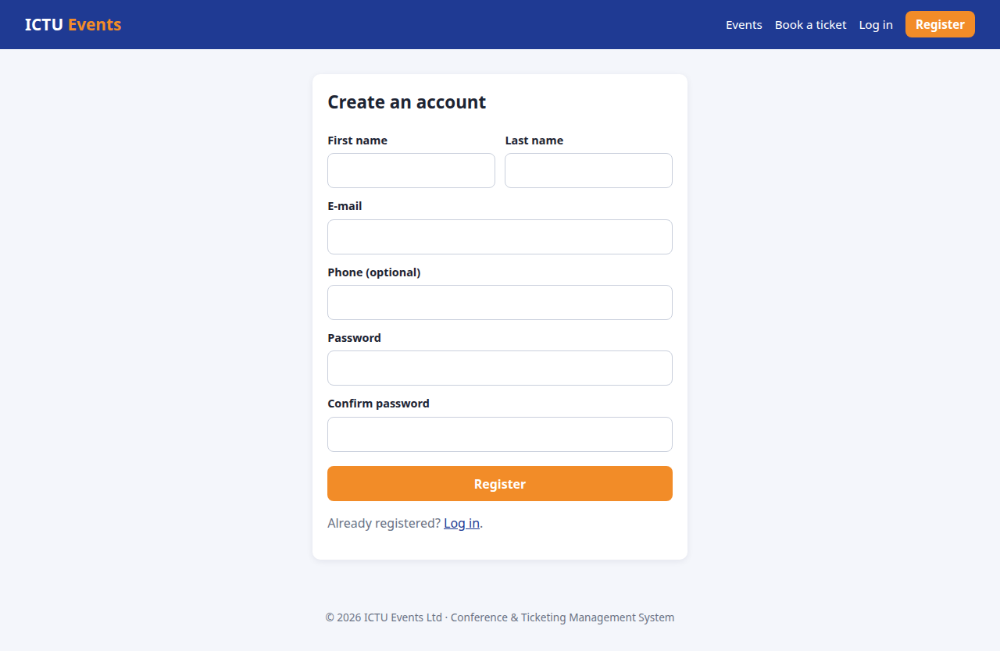 ICTU Events
Events Book a ticket Log in Register
Create an account
First name Last name
E-mail
Phone (optional)
Password
Confirm password
Register
Already registered? Log in.
© 2026 ICTU Events Ltd · Conference & Ticketing Management System